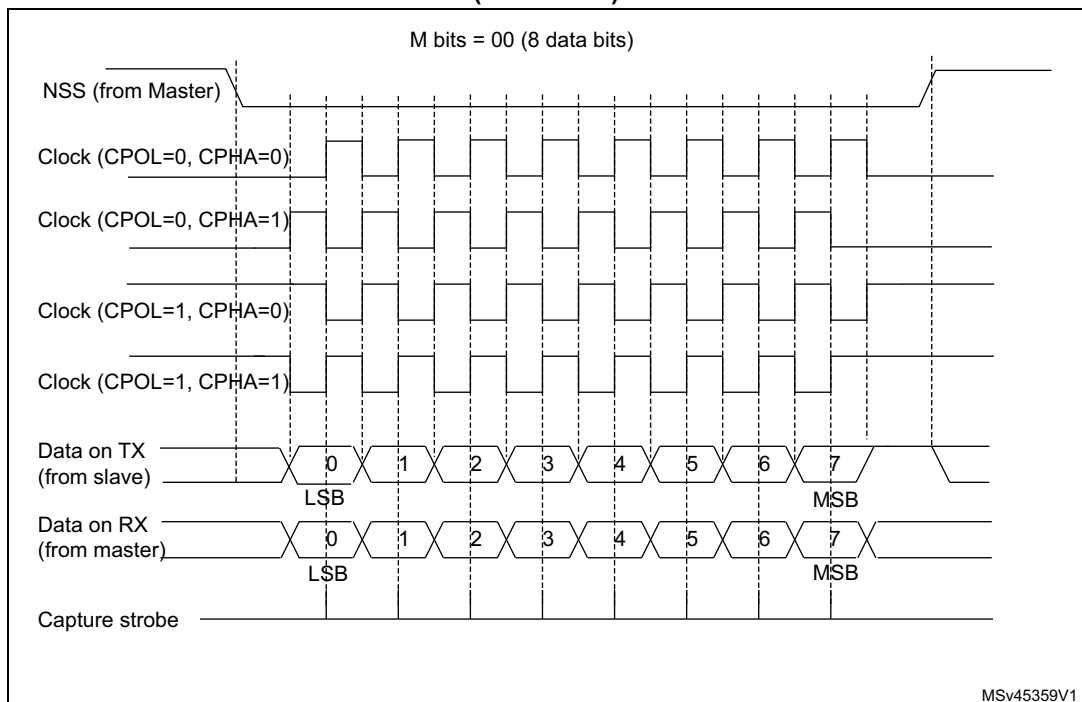 M bits = 00 (8 data bits)
NSS (from Master)
Clock (CPOL=0, CPHA=0)
Clock (CPOL=0, CPHA=1)
Clock (CPOL=1, CPHA=0)
Clock (CPOL=1, CPHA=1)
Data on TX
(from slave)
0 1 2 3 4 5 6 7
LSB MSB
Data on RX
(from master)
0 1 2 3 4 5 6 7
LSB MSB
Capture strobe
MSv45359V1